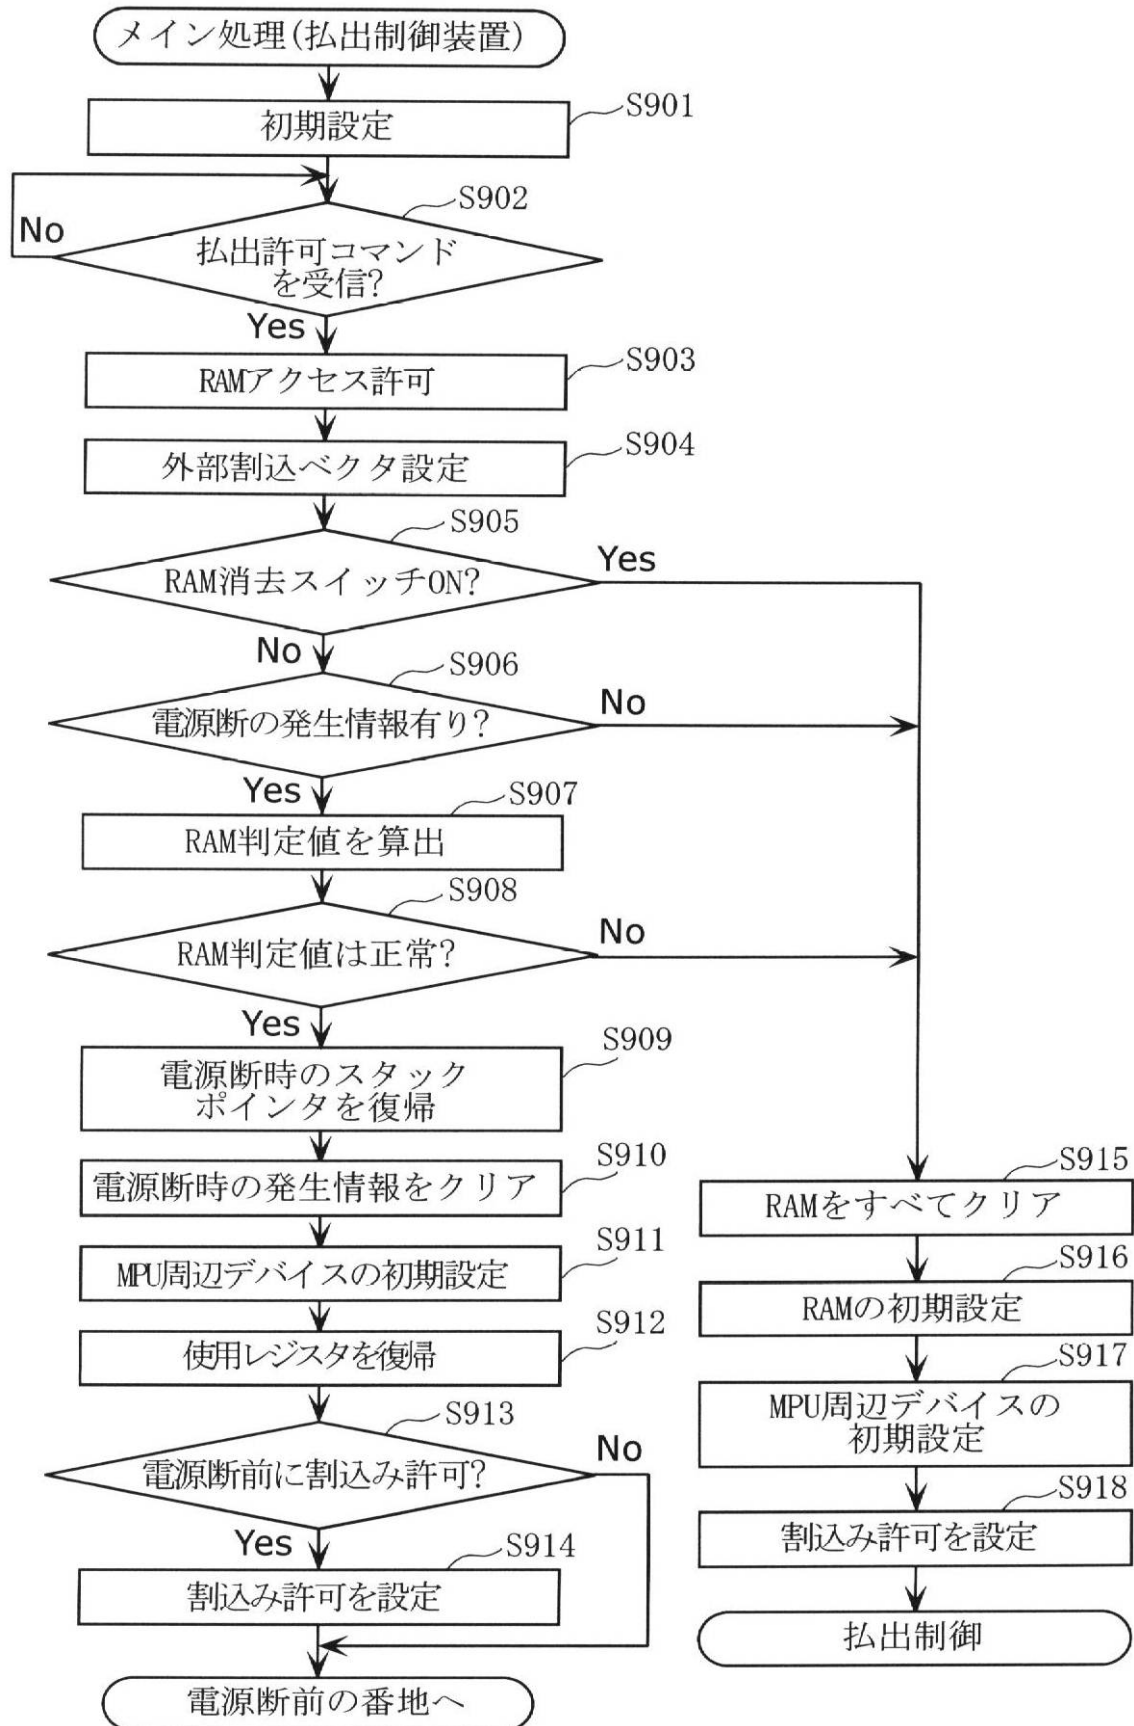 メイン処理(払出制御装置)
初期設定
S901
S902
No
払出許可コマンド
を受信?
Yes
RAMアクセス許可
S903
外部割込ベクタ設定
S904
S905
RAM消去スイッチON?
Yes
No
S906
電源断の発生情報有り?
No
Yes
S907
RAM判定値を算出
S908
RAM判定値は正常?
No
Yes
S909
電源断時のスタック
ポインタを復帰
S910
電源断時の発生情報をクリア
S911
MPU周辺デバイスの初期設定
S912
使用レジスタを復帰
S913
電源断前に割込み許可?
No
Yes
S914
割込み許可を設定
電源断前の番地へ
S915
RAMをすべてクリア
S916
RAMの初期設定
S917
MPU周辺デバイスの
初期設定
S918
割込み許可を設定
払出制御